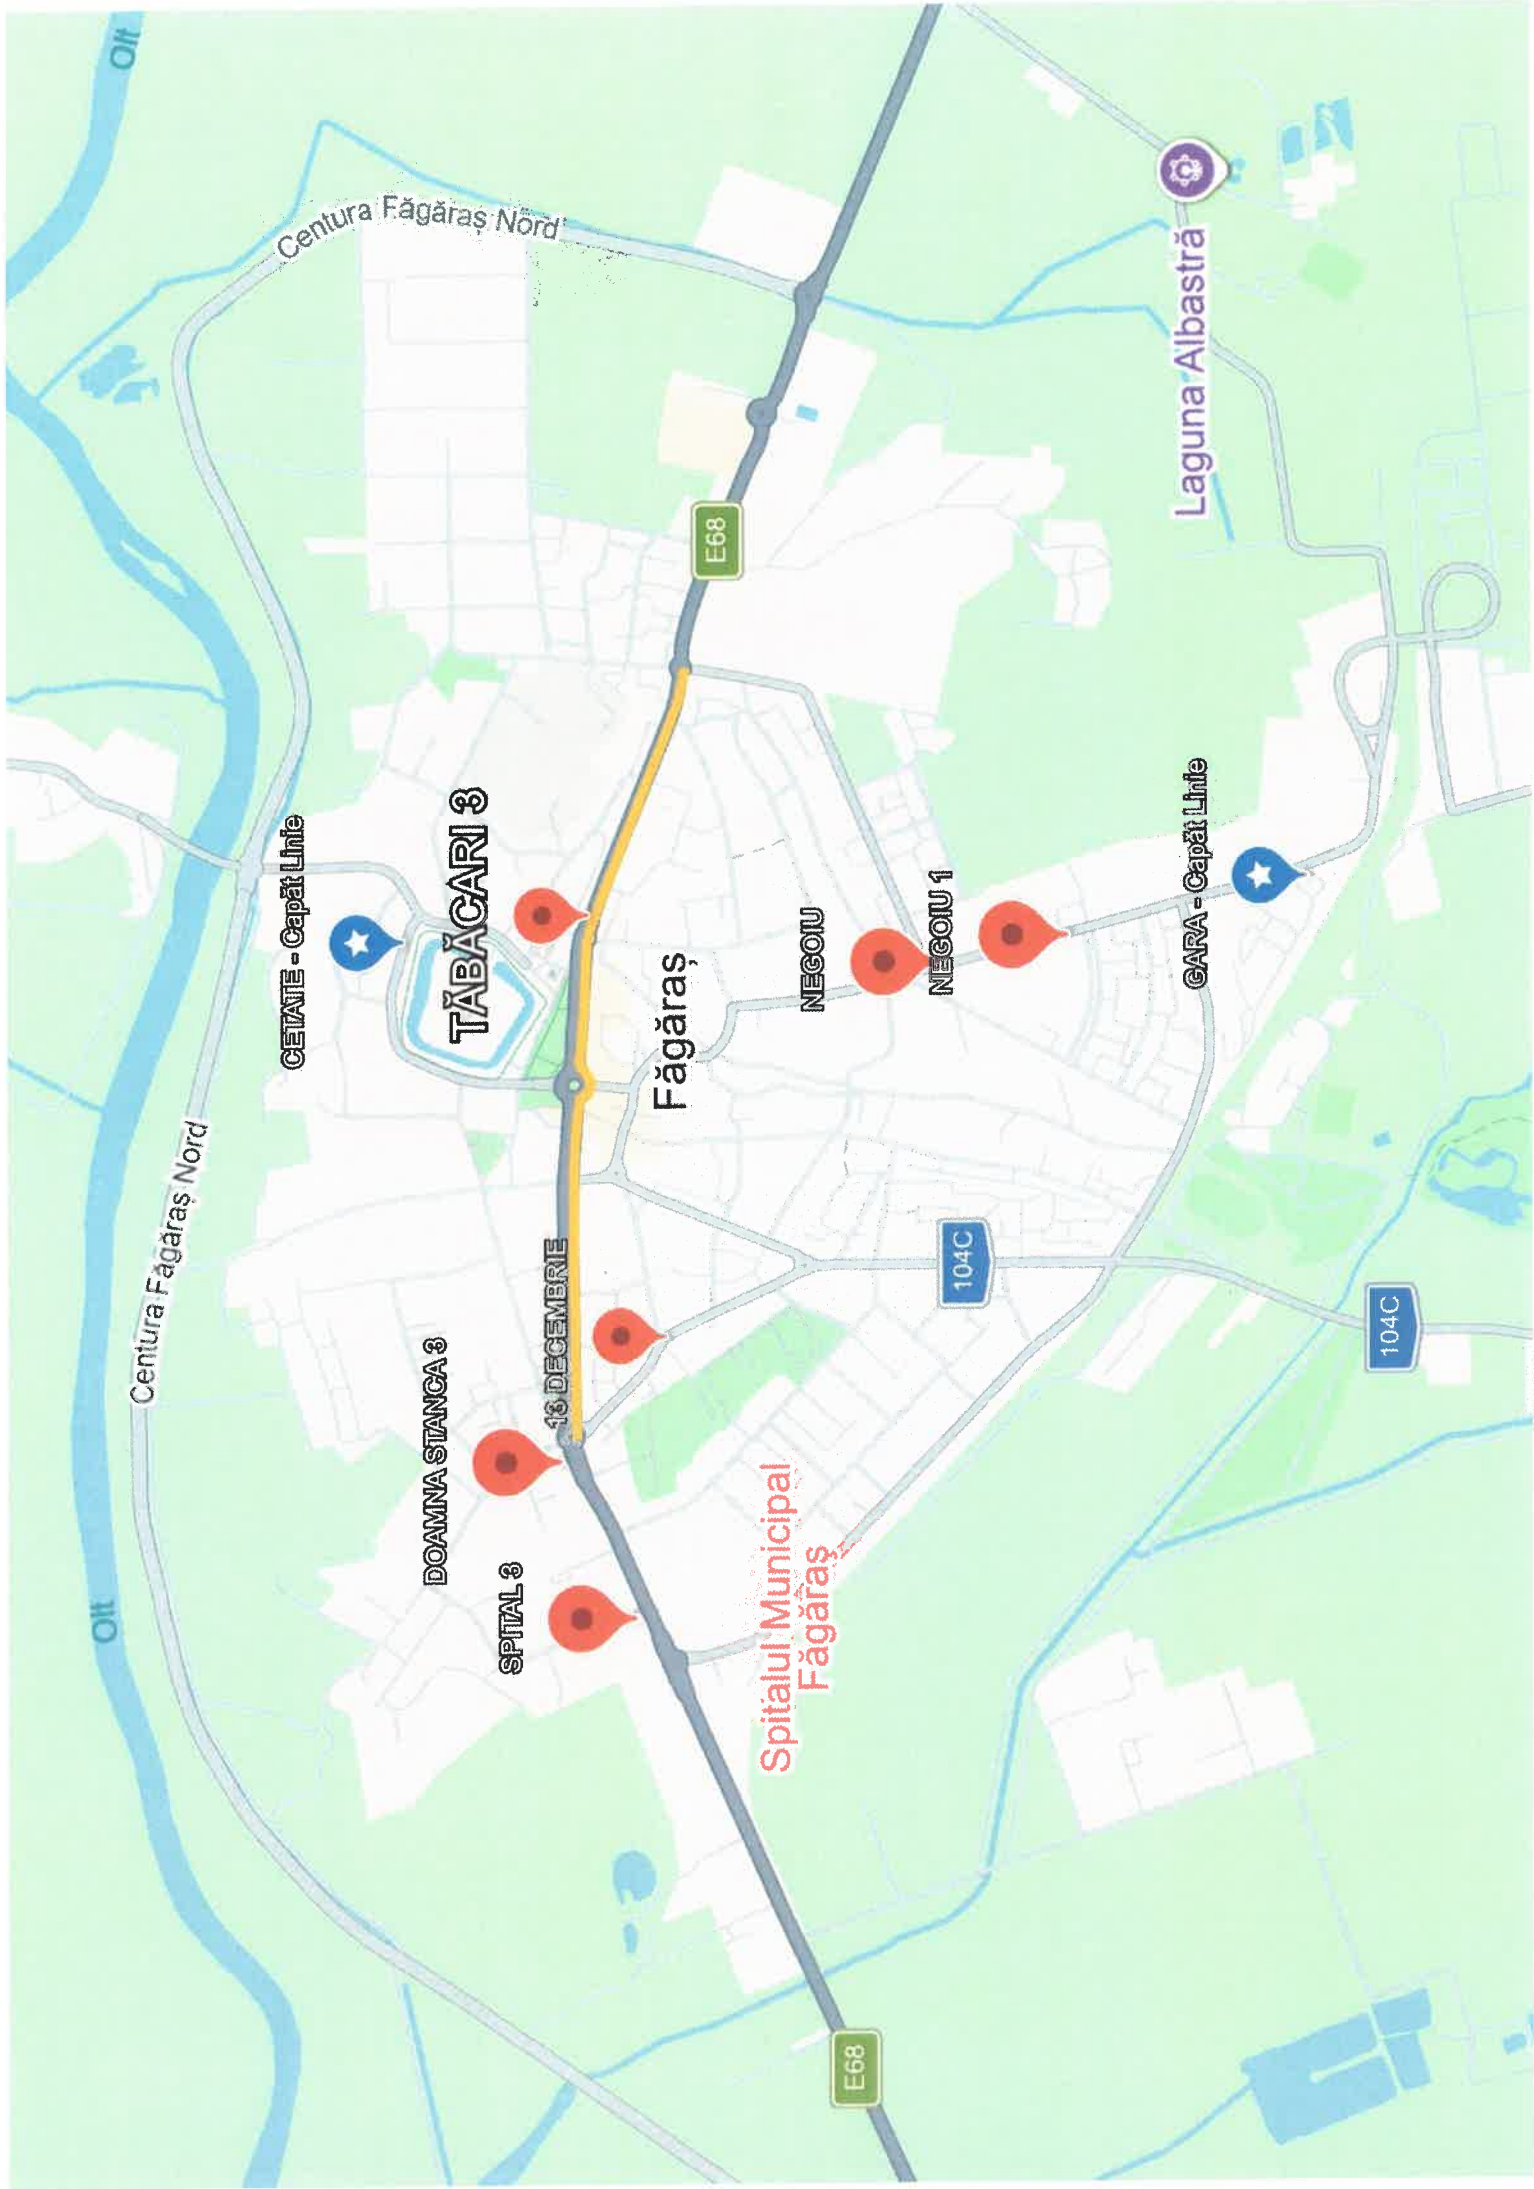 Olt
Olt
Centura Făgăraș Nord
CETATE - Capăt Linie
Centura Făgăraș Nord
DOAMNA STANCA 3
TĂBĂCARI 3
SPITAL 3
13 DECEMBRIE
Făgăraș
E68
Spitalul Municipal
Făgăraș
NEGOIU
E68
NEGOIU 1
104C
GARA - Capăt Linie
Laguna Albastră
104C